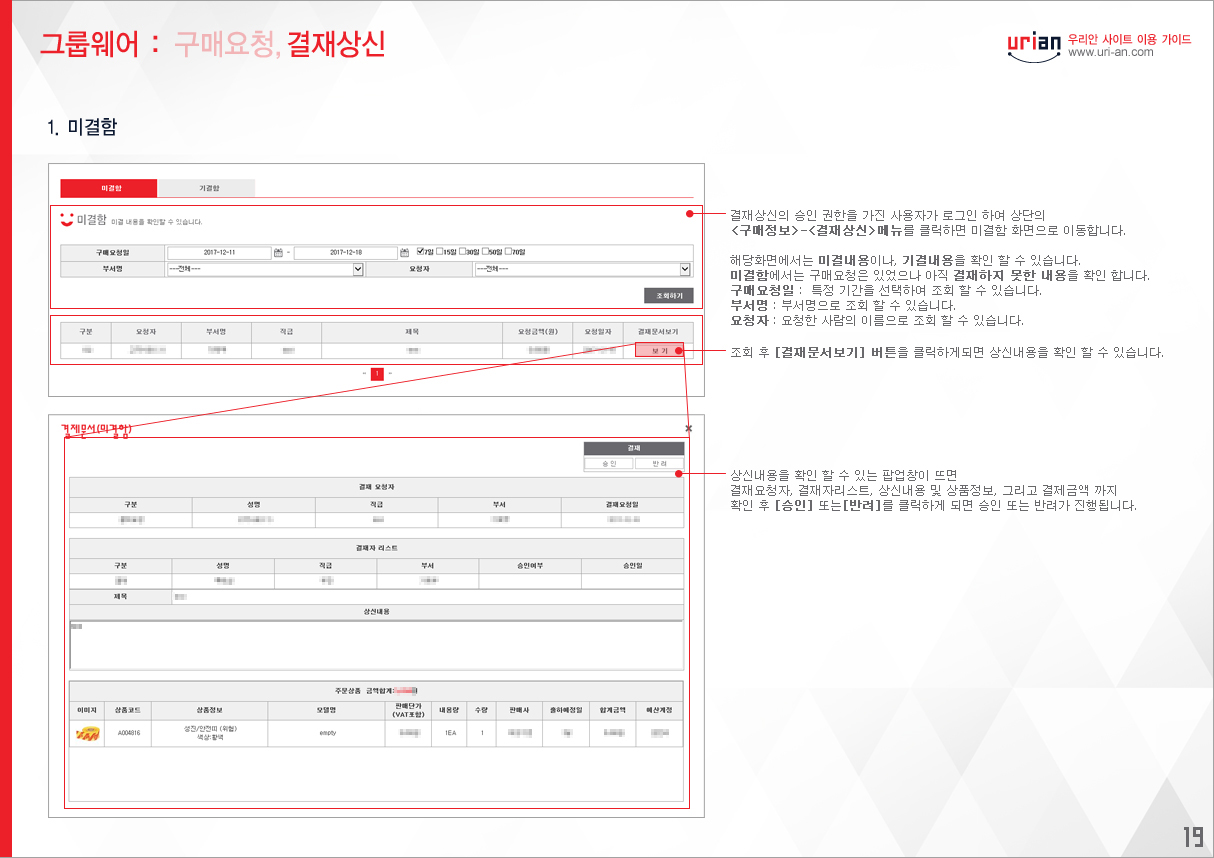 그룹웨어 : 구매요청, 결재상신
urian 우리안 사이트 이용 가이드
www.uri-an.com
1. 미결함
미결함 기결함
미결함 미결 내용을 확인할 수 있습니다.
구매요청일 2017-12-11 - 2017-12-18 7일 15일 30일 50일 70일
부서명 ---전체--- 요청자 ---전체---
조회하기
구분 요청자 부서명 직급 제목 요청금액(원) 요청일자 결재문서보기
보 기
1
결재상신의 승인 권한을 가진 사용자가 로그인 하여 상단의
<구매정보>-<결재상신>메뉴를 클릭하면 미결함 화면으로 이동합니다.
해당화면에서는 미결내용이나, 기결내용을 확인 할 수 있습니다.
미결함에서는 구매요청은 있었으나 아직 결재하지 못한 내용을 확인 합니다.
구매요청일 : 특정 기간을 선택하여 조회 할 수 있습니다.
부서명 : 부서명으로 조회 할 수 있습니다.
요청자 : 요청한 사람의 이름으로 조회 할 수 있습니다.
조회 후 [결재문서보기] 버튼을 클릭하게되면 상신내용을 확인 할 수 있습니다.
결제문서(미결함)
결재
승 인 반 려
결재 요청자
구분 성명 직급 부서 결재요청일
결재자 리스트
구분 성명 직급 부서 승인여부 승인일
제목
상신내용
주문상품 금액합계:
이미지 상품코드 상품정보 모델명 판매단가 (VAT포함) 내용량 수량 판매사 출하예정일 합계금액 예산계정
A004816 성진/안전띠 (위험) 색상:황색 empty 1EA 1
상신내용을 확인 할 수 있는 팝업창이 뜨면
결재요청자, 결재자리스트, 상신내용 및 상품정보, 그리고 결제금액 까지
확인 후 [승인] 또는[반려]를 클릭하게 되면 승인 또는 반려가 진행됩니다.
19